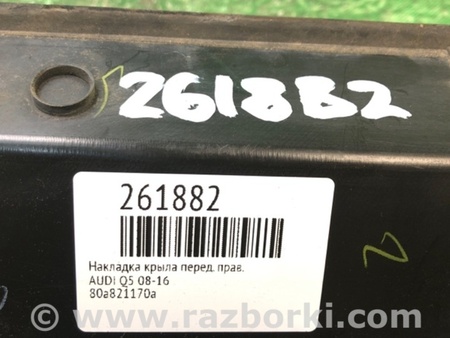 261882
261882
Накладка крыла перед. прав.
AUDI Q5 08-16
80a821170a
www.razborki.com